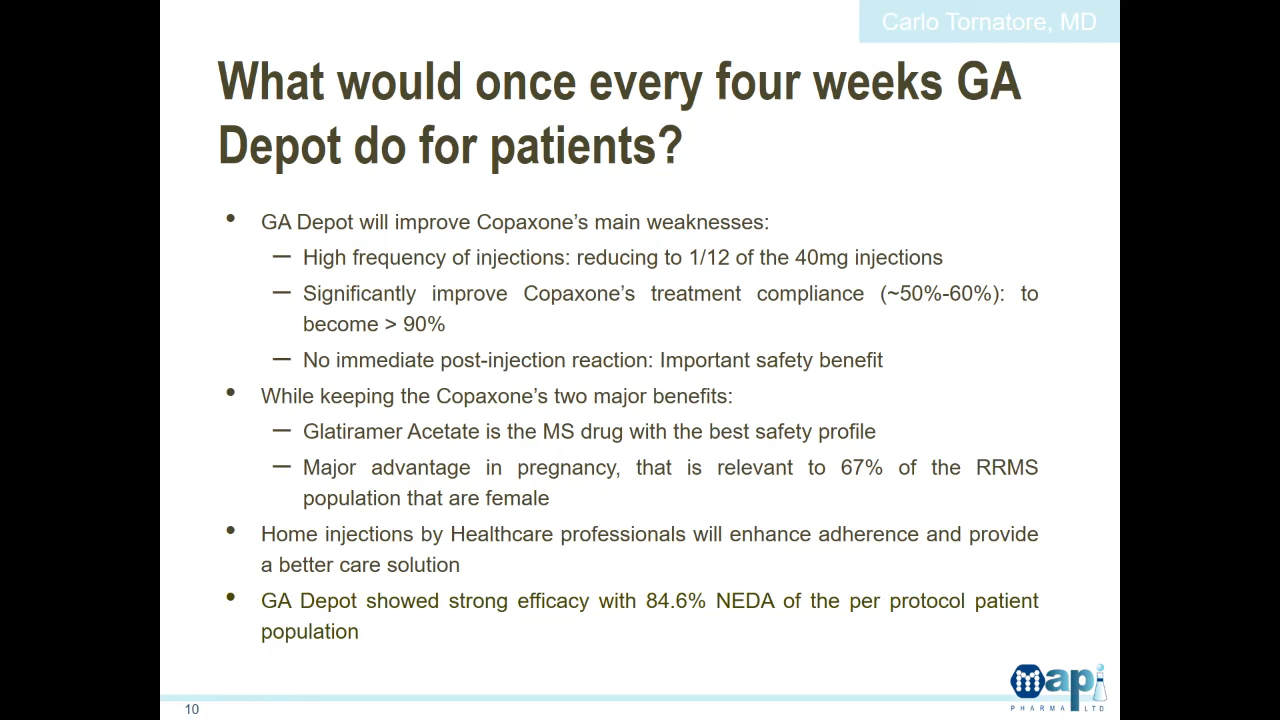 Carlo Tornatore, MD
What would once every four weeks GA
Depot do for patients?
• GA Depot will improve Copaxone’s main weaknesses:
– High frequency of injections: reducing to 1/12 of the 40mg injections
– Significantly improve Copaxone’s treatment compliance (~50%-60%): to
become > 90%
– No immediate post-injection reaction: Important safety benefit
• While keeping the Copaxone’s two major benefits:
– Glatiramer Acetate is the MS drug with the best safety profile
– Major advantage in pregnancy, that is relevant to 67% of the RRMS
population that are female
• Home injections by Healthcare professionals will enhance adherence and provide
a better care solution
• GA Depot showed strong efficacy with 84.6% NEDA of the per protocol patient
population
mapi
PHARMA LTD
10